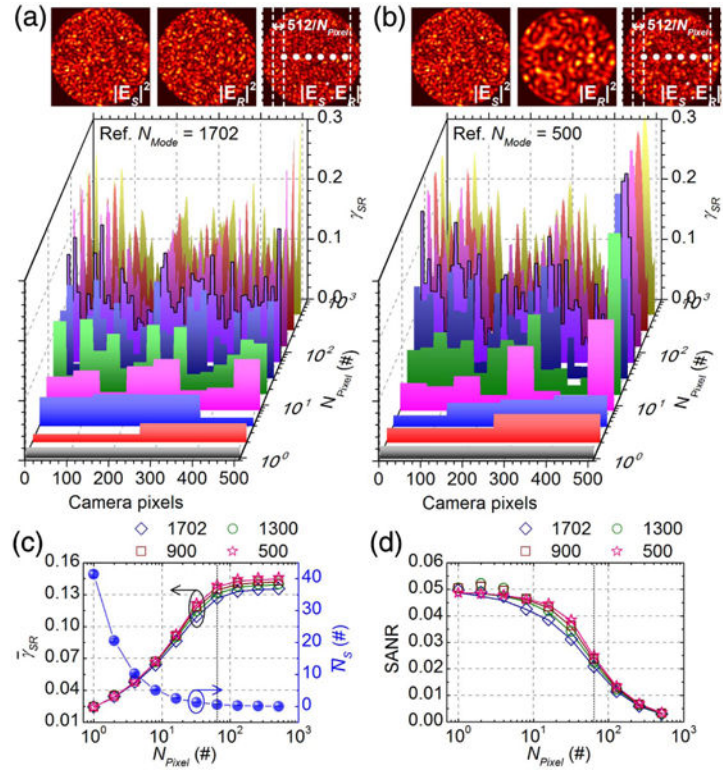 (a) (b)
512/N_Pixel 512/N_Pixel
|E_S|² |E_R|² |E_S·E_R| |E_S|² |E_R|² |E_S·E_R|
Ref. N_Mode = 1702 Ref. N_Mode = 500
0.3 0.3
0.2 0.2
γ_SR γ_SR
0.1 0.1
0.0 0.0
10³ 10³
10² 10²
N_Pixel (#) N_Pixel (#)
10¹ 10¹
10⁰ 10⁰
0 100 200 300 400 500 0 100 200 300 400 500
Camera pixels Camera pixels
(c) ◇ 1702 ○ 1300 (d) ◇ 1702 ○ 1300
□ 900 ☆ 500 □ 900 ☆ 500
0.16 0.13 0.10 0.07 0.04 0.01
γ̄_SR
40 30 20 10 0
N̄_S (#)
10⁰ 10¹ 10² 10³
N_Pixel (#)
0.06 0.05 0.04 0.03 0.02 0.01 0.00
SANR
10⁰ 10¹ 10² 10³
N_Pixel (#)